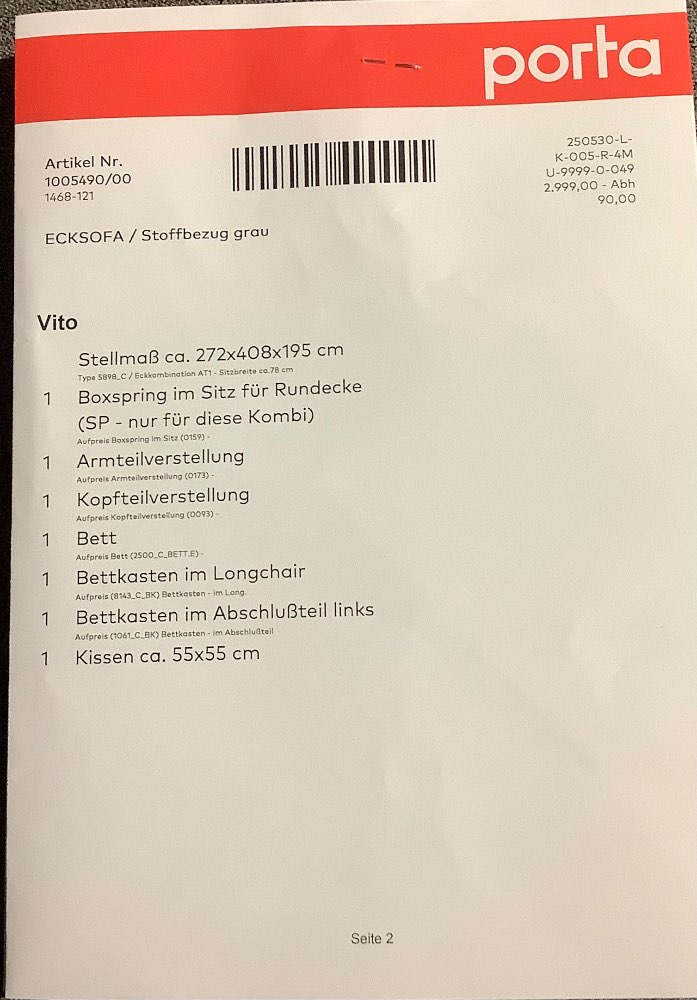 porta
Artikel Nr.
1005490/00
1468-121
250530-L-
K-005-R-4M
U-9999-0-049
2.999,00 - Abh
90,00
ECKSOFA / Stoffbezug grau
Vito
Stellmaß ca. 272x408x195 cm
Type 5898_C / Eckkombination AT1 - Sitzbreite ca.78 cm
1 Boxspring im Sitz für Rundecke
(SP - nur für diese Kombi)
Aufpreis Boxspring im Sitz (0159) -
1 Armteilverstellung
Aufpreis Armteilverstellung (0173) -
1 Kopfteilverstellung
Aufpreis Kopfteilverstellung (0093) -
1 Bett
Aufpreis Bett (2500_C_BETT.E) -
1 Bettkasten im Longchair
Aufpreis (8143_C_BK) Bettkasten - im Long.
1 Bettkasten im Abschlußteil links
Aufpreis (1061_C_BK) Bettkasten - im Abschlußteil
1 Kissen ca. 55x55 cm
Seite 2